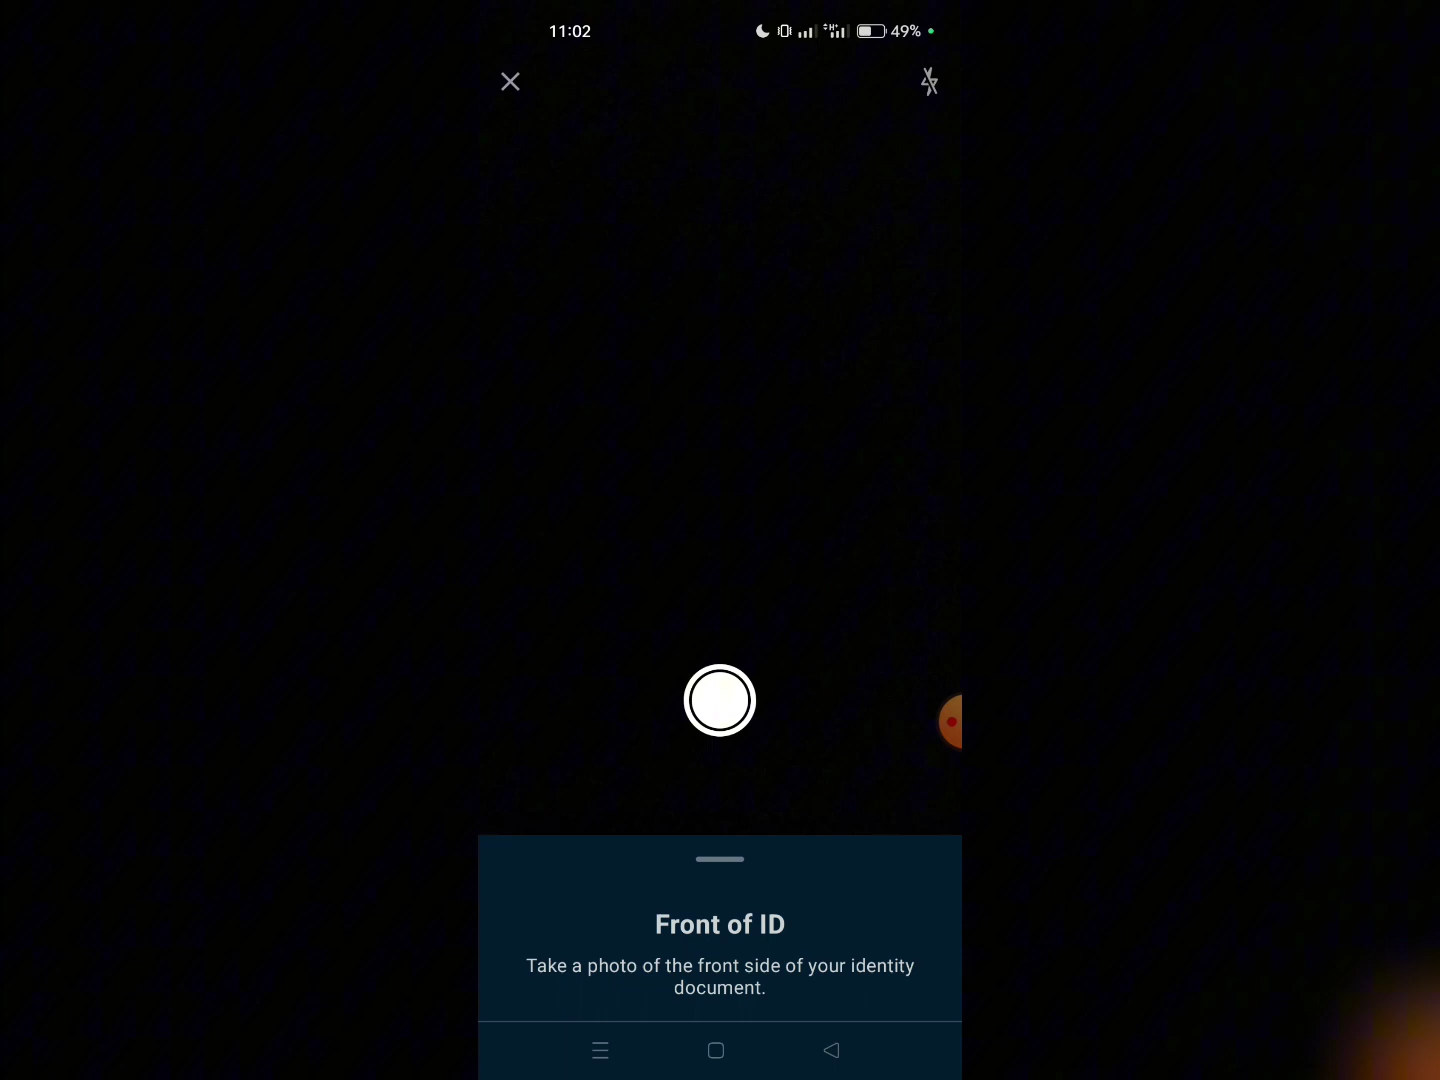 11:02
49%
Front of ID
Take a photo of the front side of your identity
document.